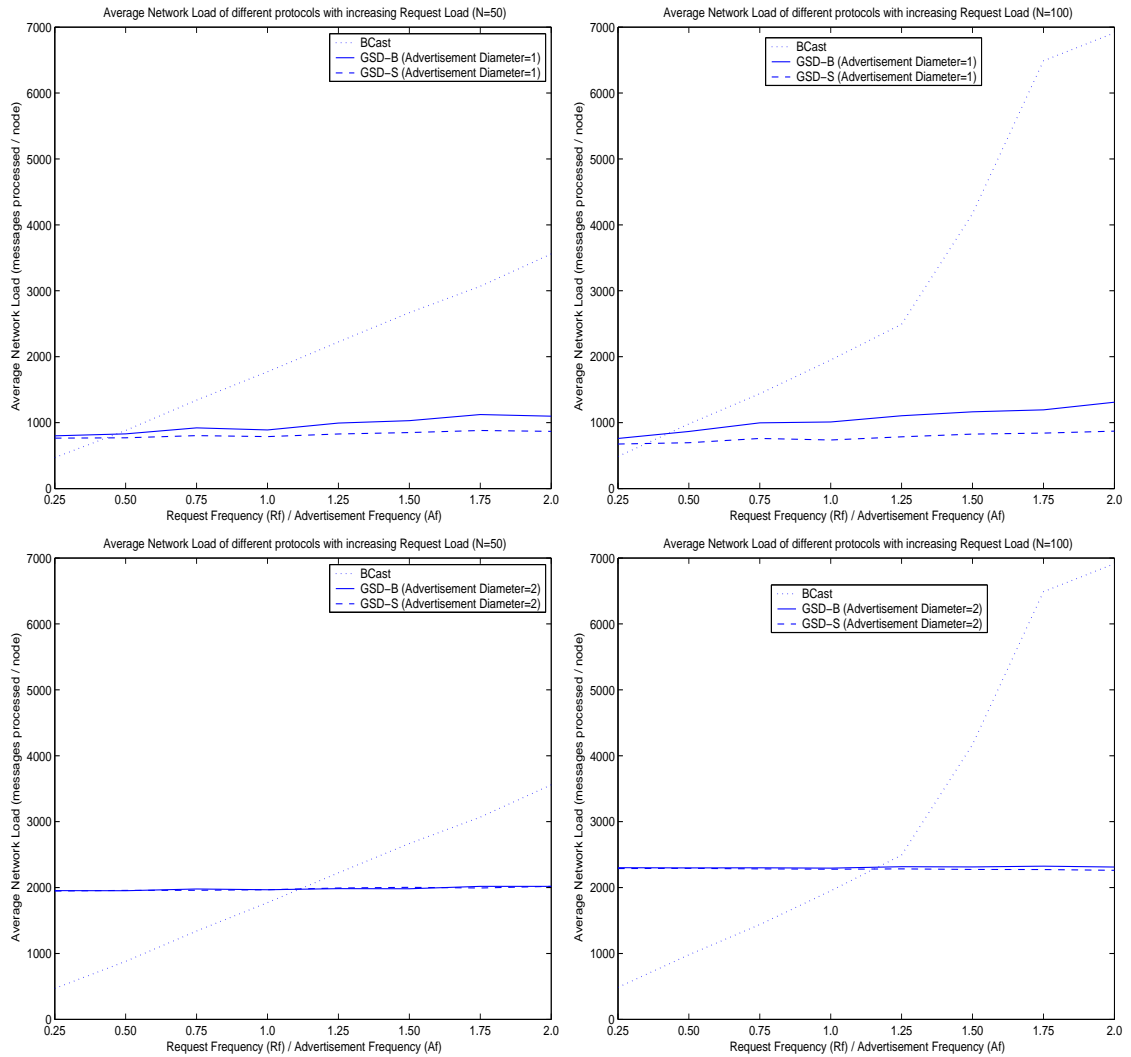 Average Network Load of different protocols with increasing Request Load (N=50)
7000
6000
5000
4000
3000
2000
1000
0
Average Network Load (messages processed / node)
BCast
GSD−B (Advertisement Diameter=1)
GSD−S (Advertisement Diameter=1)
0.25 0.50 0.75 1.0 1.25 1.50 1.75 2.0
Request Frequency (Rf) / Advertisement Frequency (Af)
Average Network Load of different protocols with increasing Request Load (N=100)
7000
6000
5000
4000
3000
2000
1000
0
Average Network Load (messages processed / node)
BCast
GSD−B (Advertisement Diameter=1)
GSD−S (Advertisement Diameter=1)
0.25 0.50 0.75 1.0 1.25 1.50 1.75 2.0
Request Frequency (Rf) / Advertisement Frequency (Af)
Average Network Load of different protocols with increasing Request Load (N=50)
7000
6000
5000
4000
3000
2000
1000
0
Average Network Load (messages processed / node)
BCast
GSD−B (Advertisement Diameter=2)
GSD−S (Advertisement Diameter=2)
0.25 0.50 0.75 1.0 1.25 1.50 1.75 2.0
Request Frequency (Rf) / Advertisement Frequency (Af)
Average Network Load of different protocols with increasing Request Load (N=100)
7000
6000
5000
4000
3000
2000
1000
0
Average Network Load (messages processed / node)
BCast
GSD−B (Advertisement Diameter=2)
GSD−S (Advertisement Diameter=2)
0.25 0.50 0.75 1.0 1.25 1.50 1.75 2.0
Request Frequency (Rf) / Advertisement Frequency (Af)